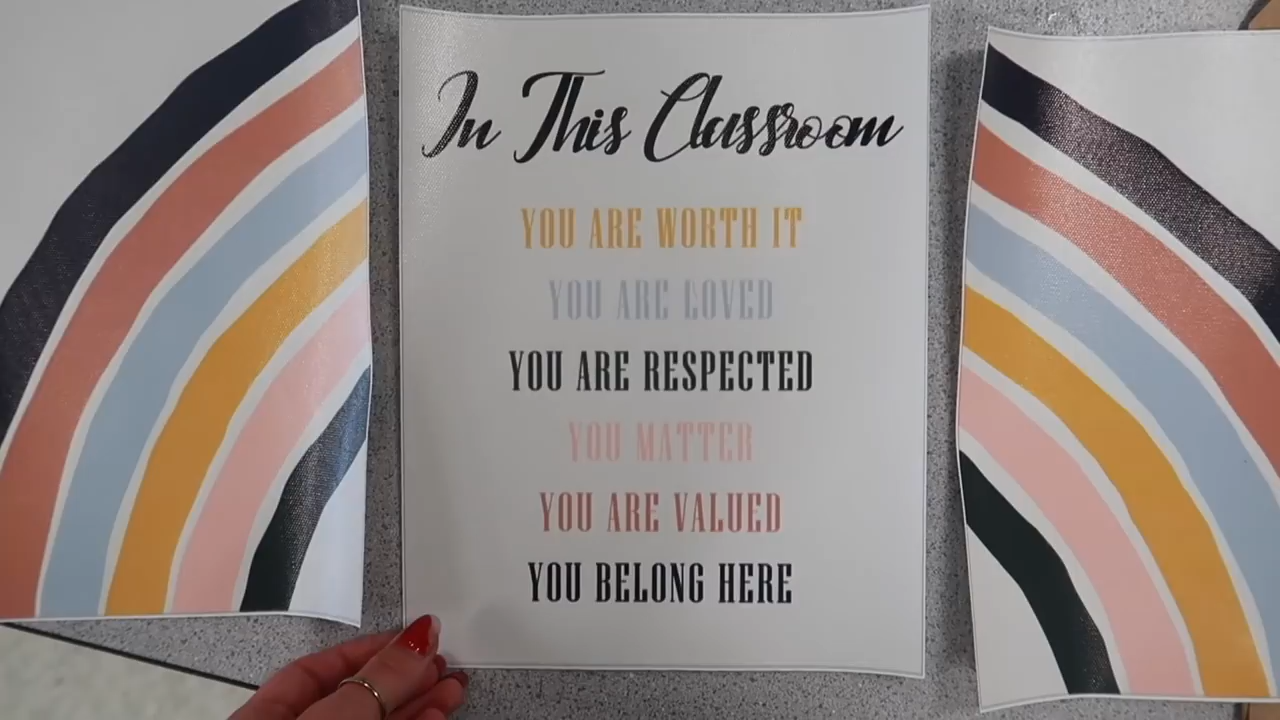 In This Classroom
YOU ARE WORTH IT
YOU ARE LOVED
YOU ARE RESPECTED
YOU MATTER
YOU ARE VALUED
YOU BELONG HERE